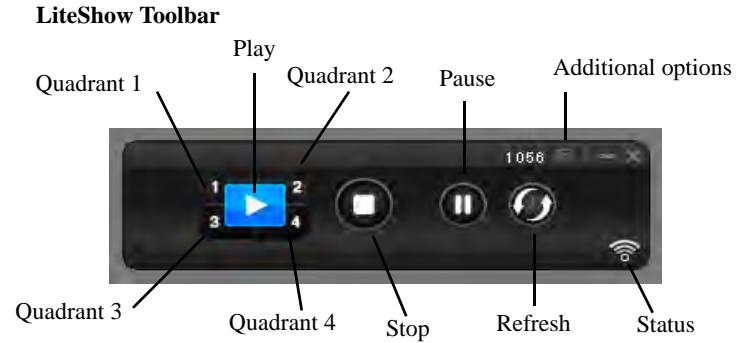 LiteShow Toolbar
Play
Quadrant 1
Quadrant 2
Pause
Additional options
1056
1
2
3
4
Quadrant 3
Quadrant 4
Stop
Refresh
Status